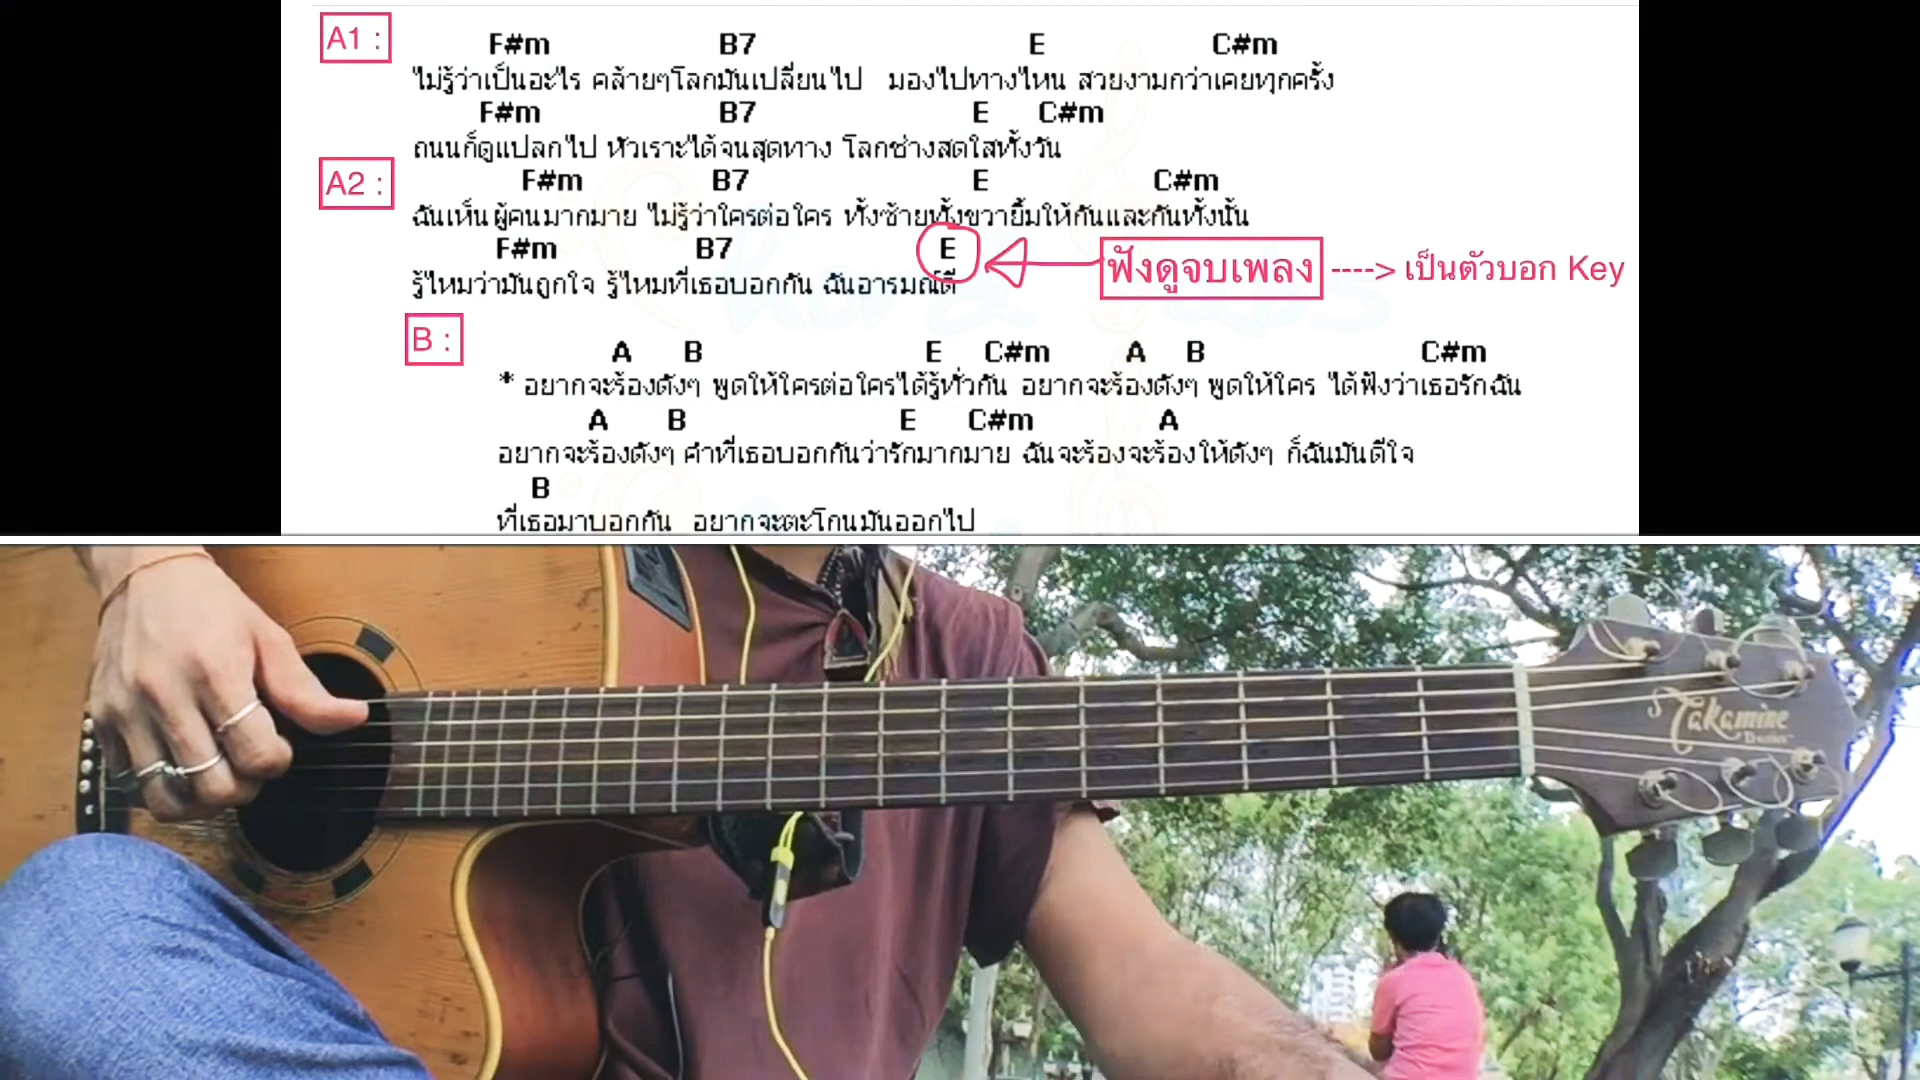 A1 :
F#m B7 E C#m
ไม่รู้ว่าเป็นอะไร คล้ายๆโลกมันเปลี่ยนไป มองไปทางไหน สวยงามกว่าเคยทุกครั้ง
F#m B7 E C#m
ถนนก็ดูแปลกไป หัวเราะได้จนสุดทาง โลกช่างสดใสทั้งวัน
A2 :
F#m B7 E C#m
ฉันเห็นผู้คนมากมาย ไม่รู้ว่าใครต่อใคร ทั้งซ้ายทั้งขวายิ้มให้กันและกันทั้งนั้น
F#m B7 E
ฟังดูจบเพลง ----> เป็นตัวบอก Key
รู้ไหมว่ามันถูกใจ รู้ไหมที่เธอบอกกัน ฉันอารมณ์ดี
B :
A B E C#m A B C#m
* อยากจะร้องดังๆ พูดให้ใครต่อใครได้รู้ทั่วกัน อยากจะร้องดังๆ พูดให้ใคร ได้ฟังว่าเธอรักฉัน
A B E C#m A
อยากจะร้องดังๆ คำที่เธอบอกกันว่ารักมากมาย ฉันจะร้องจะร้องให้ดังๆ ก็ฉันมันดีใจ
B
ที่เธอมาบอกกัน อยากจะตะโกนมันออกไป
Takamine